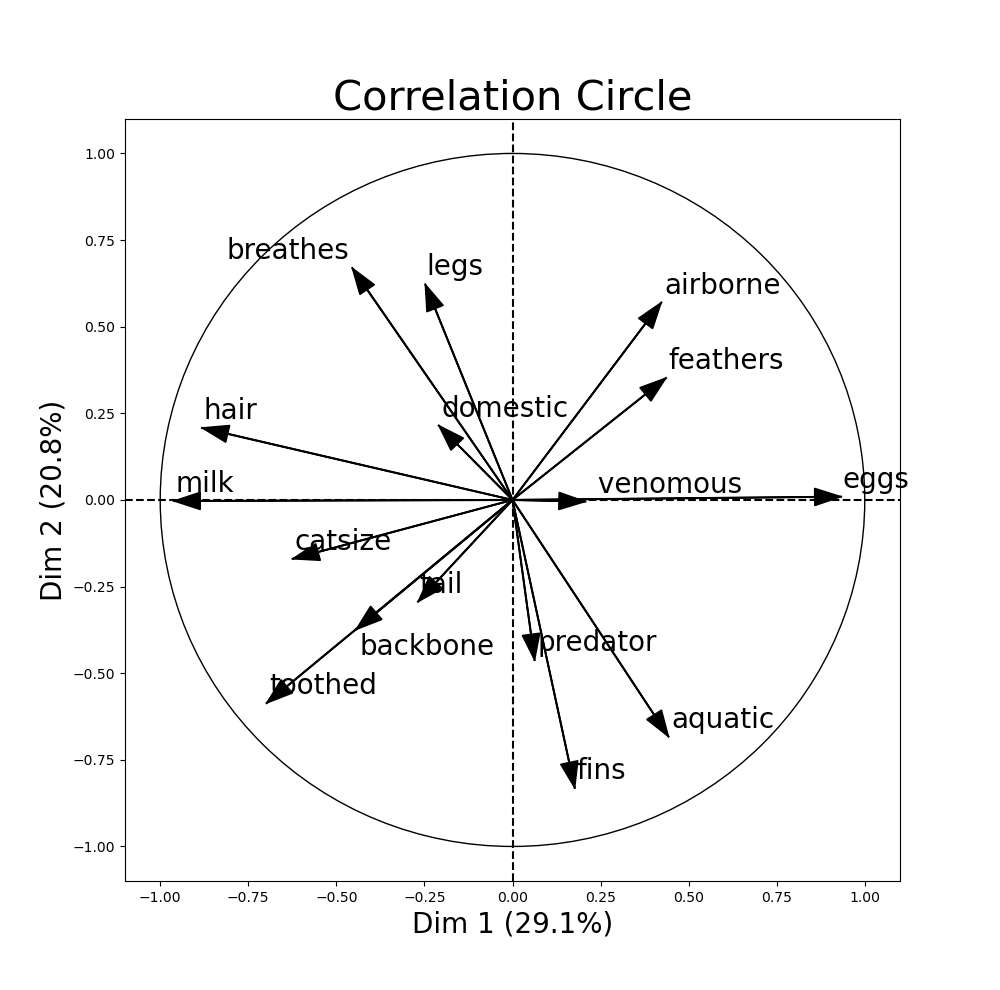 Correlation Circle
1.00
0.75
0.50
0.25
0.00
−0.25
−0.50
−0.75
−1.00
Dim 2 (20.8%)
breathes
legs
airborne
feathers
hair
domestic
milk
venomous
eggs
catsize
tail
backbone
predator
toothed
aquatic
fins
−1.00 −0.75 −0.50 −0.25 0.00 0.25 0.50 0.75 1.00
Dim 1 (29.1%)